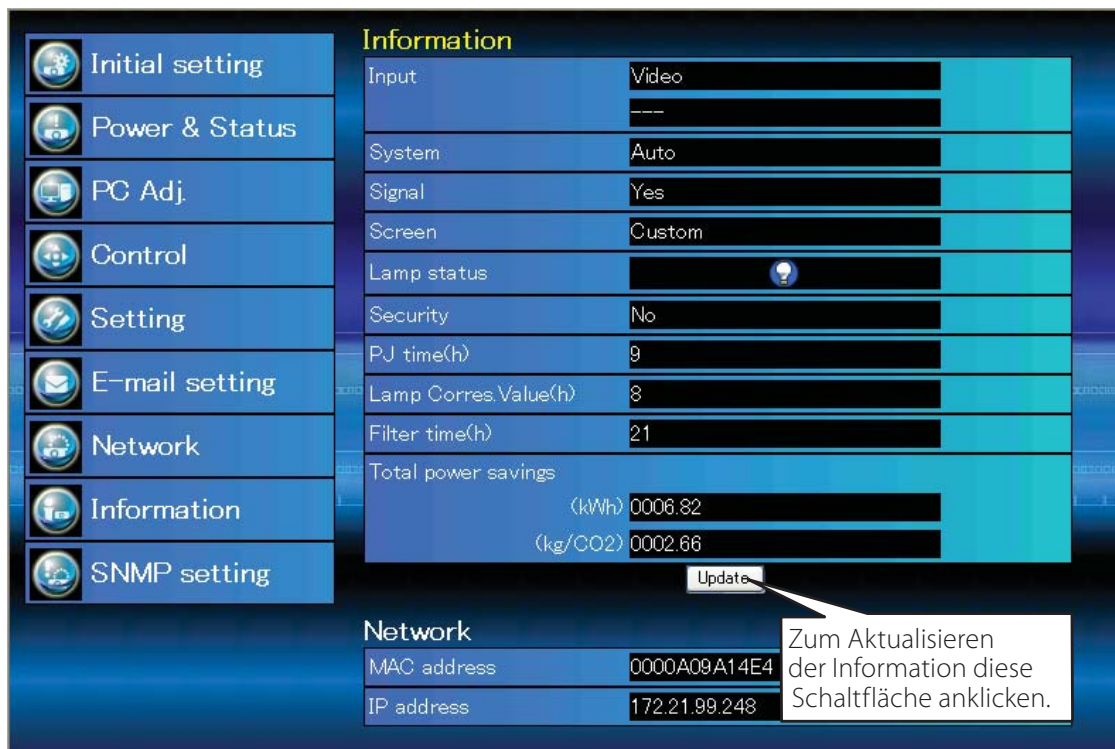 Initial setting
Power & Status
PC Adj.
Control
Setting
E-mail setting
Network
Information
SNMP setting
Information
Input Video
---
System Auto
Signal Yes
Screen Custom
Lamp status
Security No
PJ time(h) 9
Lamp Corres.Value(h) 8
Filter time(h) 21
Total power savings
(kWh) 0006.82
(kg/CO2) 0002.66
Update
Zum Aktualisieren
der Information diese
Schaltfläche anklicken.
Network
MAC address 0000A09A14E4
IP address 172.21.99.248